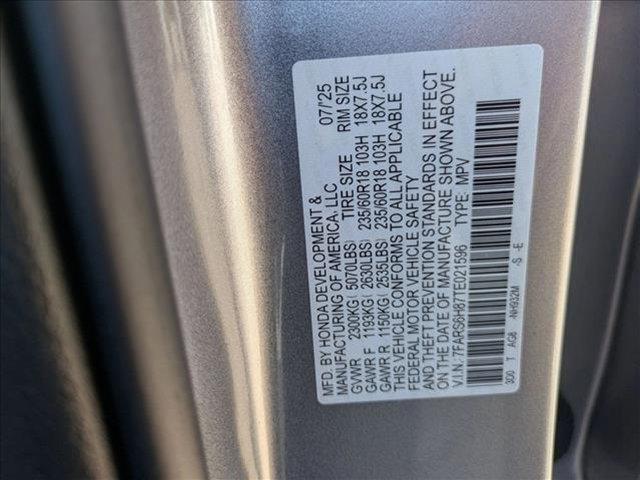 MFD. BY HONDA DEVELOPMENT & 07/'25
MANUFACTURING OF AMERICA, LLC
TIRE SIZE RIM SIZE
GVWR 2300KG ( 5070LBS)
GAWR F 1193KG ( 2630LBS) 235/60R18 103H 18X7.5J
GAWR R 1150KG ( 2535LBS) 235/60R18 103H 18X7.5J
THIS VEHICLE CONFORMS TO ALL APPLICABLE
FEDERAL MOTOR VEHICLE SAFETY
AND THEFT PREVENTION STANDARDS IN EFFECT
ON THE DATE OF MANUFACTURE SHOWN ABOVE.
V.I.N.: 7FARS6H87TE021596 TYPE: MPV
3D0 T AG8 -NH932M -S -E